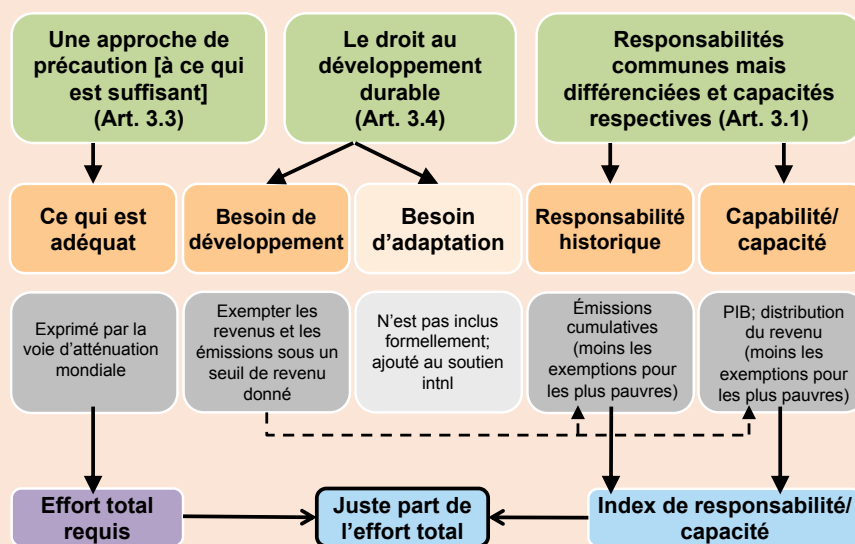 Une approche de
précaution [à ce qui
est suffisant]
(Art. 3.3)
Le droit au
développement
durable
(Art. 3.4)
Responsabilités
communes mais
différenciées et capacités
respectives (Art. 3.1)
Ce qui est
adéquat
Besoin de
développement
Besoin
d’adaptation
Responsabilité
historique
Capabilité/
capacité
Exprimé par la
voie d’atténuation
mondiale
Exempter les
revenus et les
émissions sous un
seuil de revenu
donné
N’est pas inclus
formellement;
ajouté au soutien
intnl
Émissions
cumulatives
(moins les
exemptions pour
les plus pauvres)
PIB; distribution
du revenu
(moins les
exemptions pour
les plus pauvres)
Effort total
requis
Juste part de
l’effort total
Index de responsabilité/
capacité